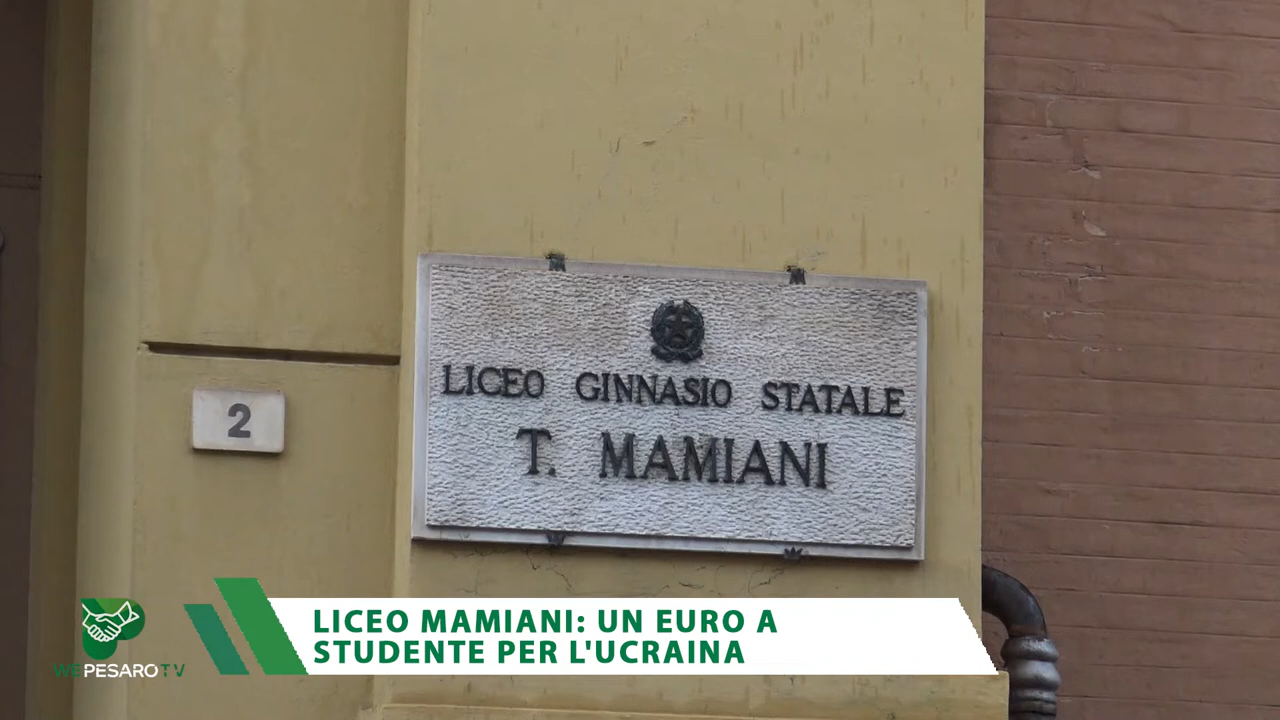 LICEO GINNASIO STATALE
T. MAMIANI
2
LICEO MAMIANI: UN EURO A
STUDENTE PER L'UCRAINA
WEPESAROTV